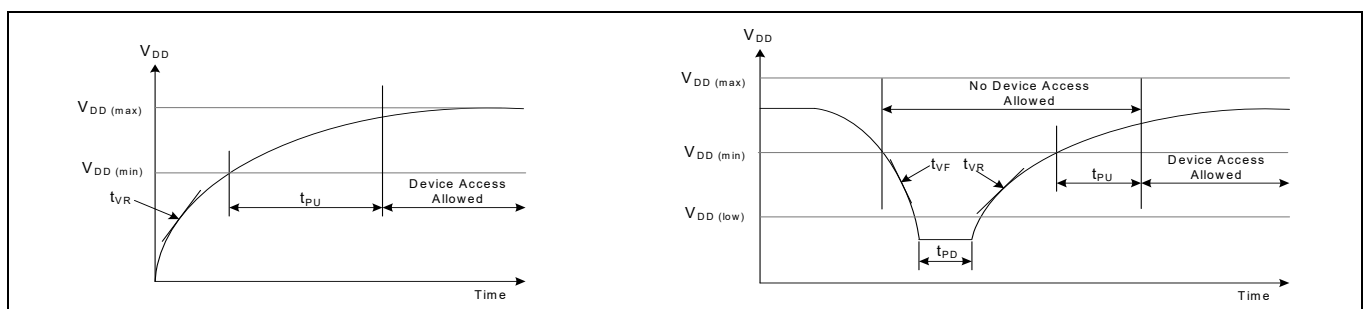 VDD
VDD (max)
VDD (min)
tVR
tPU
Device Access
Allowed
Time
VDD
VDD (max)
No Device Access
Allowed
VDD (min)
tVF
tVR
tPU
Device Access
Allowed
VDD (low)
tPD
Time